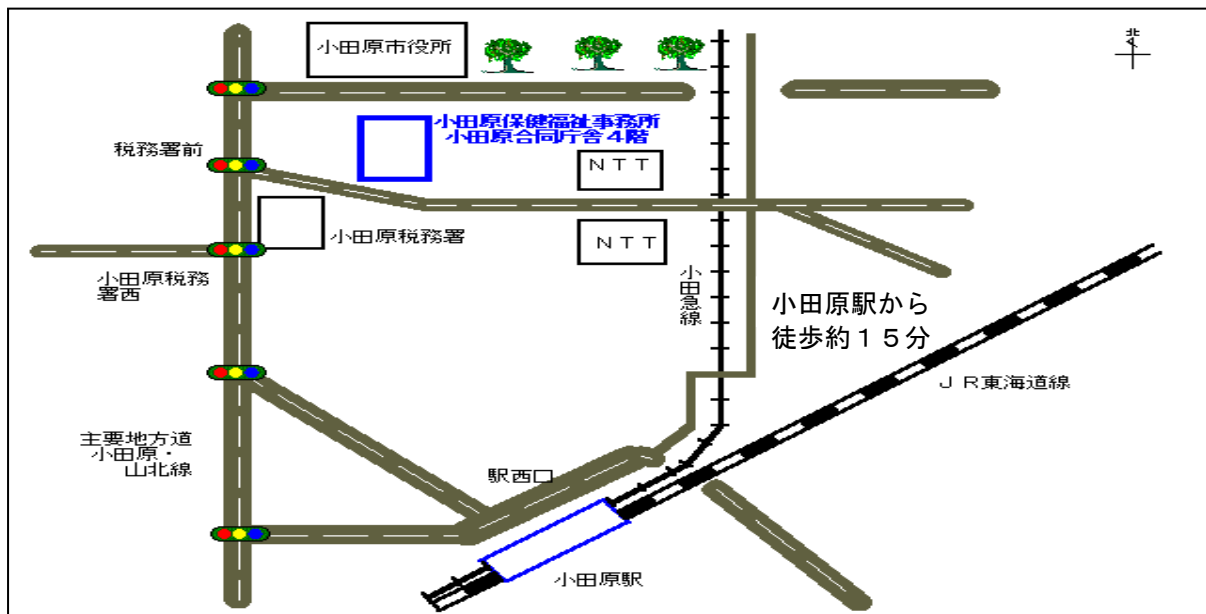 小田原市役所
北
小田原保健福祉事務所
小田原合同庁舎４階
税務署前
ＮＴＴ
小田原税務署
ＮＴＴ
小田原税務
署西
小田急線
小田原駅から
徒歩約１５分
ＪＲ東海道線
主要地方道
小田原・
山北線
駅西口
小田原駅